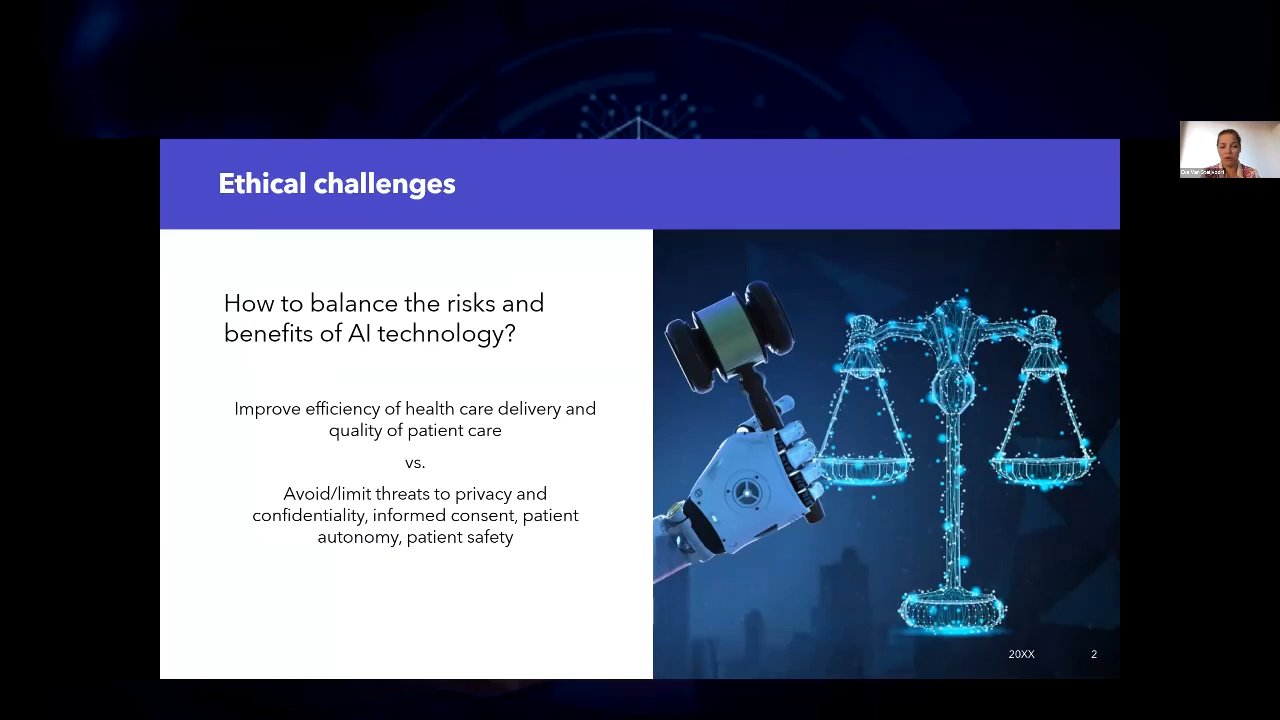 Ethical challenges
How to balance the risks and
benefits of AI technology?
Improve efficiency of health care delivery and
quality of patient care
vs.
Avoid/limit threats to privacy and
confidentiality, informed consent, patient
autonomy, patient safety
20XX
2